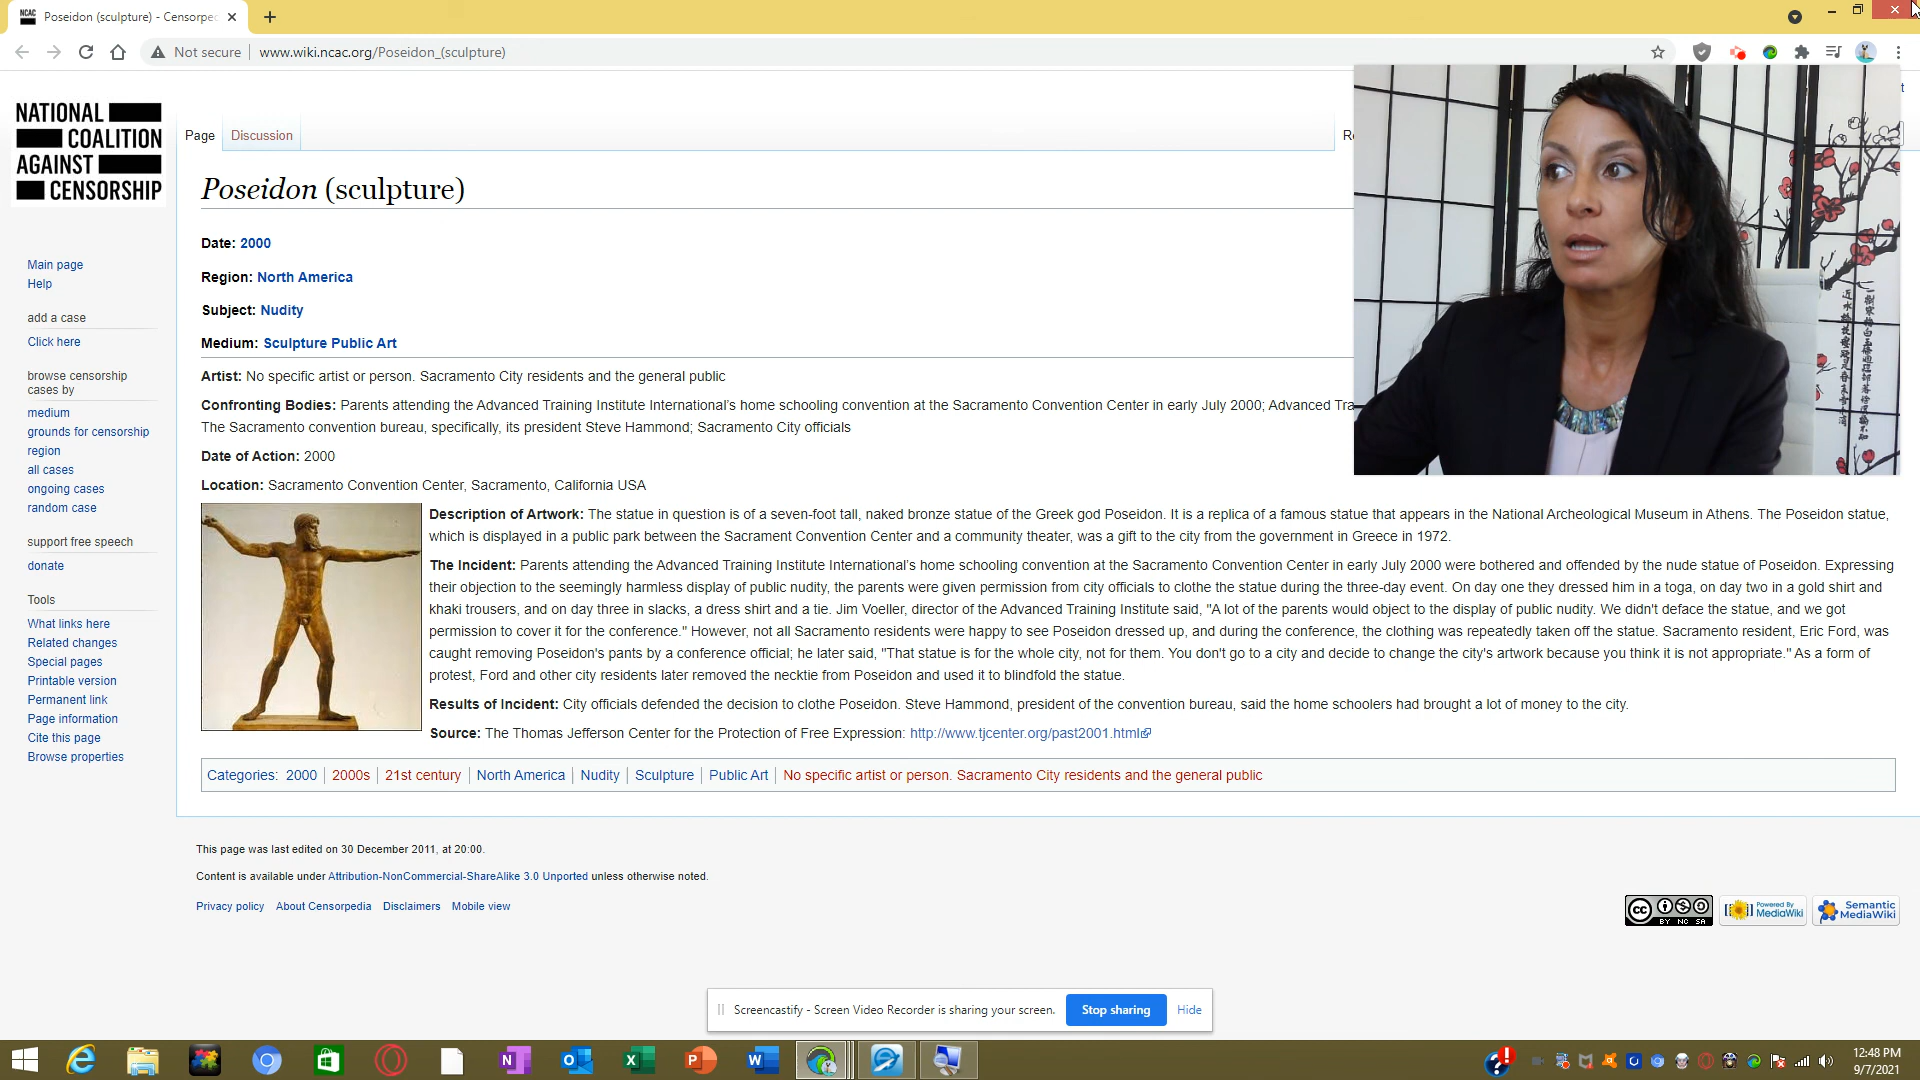 Poseidon (sculpture) - Censorpec
Not secure
www.wiki.ncac.org/Poseidon_(sculpture)
NATIONAL
COALITION
AGAINST
CENSORSHIP
Page
Discussion
Poseidon (sculpture)
Date: 2000
Region: North America
Subject: Nudity
Medium: Sculpture Public Art
Artist: No specific artist or person. Sacramento City residents and the general public
Confronting Bodies: Parents attending the Advanced Training Institute International's home schooling convention at the Sacramento Convention Center in early July 2000; Advanced Tra
The Sacramento convention bureau, specifically, its president Steve Hammond; Sacramento City officials
Date of Action: 2000
Location: Sacramento Convention Center, Sacramento, California USA
Description of Artwork: The statue in question is of a seven-foot tall, naked bronze statue of the Greek god Poseidon. It is a replica of a famous statue that appears in the National Archeological Museum in Athens. The Poseidon statue,
which is displayed in a public park between the Sacrament Convention Center and a community theater, was a gift to the city from the government in Greece in 1972.
The Incident: Parents attending the Advanced Training Institute International's home schooling convention at the Sacramento Convention Center in early July 2000 were bothered and offended by the nude statue of Poseidon. Expressing
their objection to the seemingly harmless display of public nudity, the parents were given permission from city officials to clothe the statue during the three-day event. On day one they dressed him in a toga, on day two in a gold shirt and
khaki trousers, and on day three in slacks, a dress shirt and a tie. Jim Voeller, director of the Advanced Training Institute said, "A lot of the parents would object to the display of public nudity. We didn't deface the statue, and we got
permission to cover it for the conference." However, not all Sacramento residents were happy to see Poseidon dressed up, and during the conference, the clothing was repeatedly taken off the statue. Sacramento resident, Eric Ford, was
caught removing Poseidon's pants by a conference official; he later said, "That statue is for the whole city, not for them. You don't go to a city and decide to change the city's artwork because you think it is not appropriate." As a form of
protest, Ford and other city residents later removed the necktie from Poseidon and used it to blindfold the statue.
Results of Incident: City officials defended the decision to clothe Poseidon. Steve Hammond, president of the convention bureau, said the home schoolers had brought a lot of money to the city.
Source: The Thomas Jefferson Center for the Protection of Free Expression: http://www.tjcenter.org/past2001.html
Categories: 2000 | 2000s | 21st century | North America | Nudity | Sculpture | Public Art | No specific artist or person. Sacramento City residents and the general public
Main page
Help
add a case
Click here
browse censorship
cases by
medium
grounds for censorship
region
all cases
ongoing cases
random case
support free speech
donate
Tools
What links here
Related changes
Special pages
Printable version
Permanent link
Page information
Cite this page
Browse properties
This page was last edited on 30 December 2011, at 20:00.
Content is available under Attribution-NonCommercial-ShareAlike 3.0 Unported unless otherwise noted.
Privacy policy
About Censorpedia
Disclaimers
Mobile view
cc
BY NC SA
Powered By
MediaWiki
Semantic
MediaWiki
Screencastify - Screen Video Recorder is sharing your screen.
Stop sharing
Hide
12:48 PM
9/7/2021